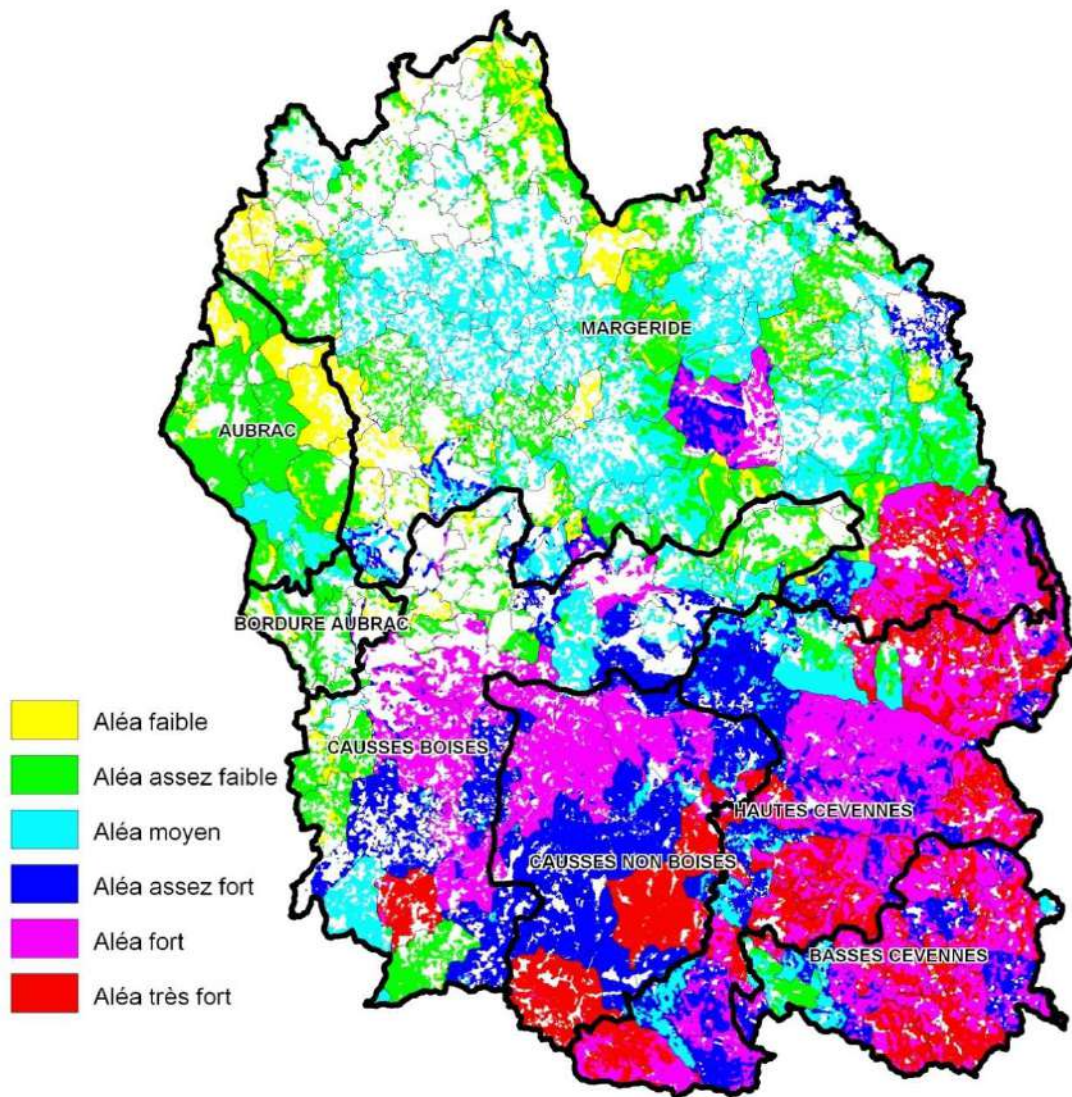 MARGERIDE
AUBRAC
BORDURE AUBRAC
CAUSSES BOISES
HAUTES CEVENNES
CAUSSES NON BOISES
BASSES CEVENNES
Aléa faible
Aléa assez faible
Aléa moyen
Aléa assez fort
Aléa fort
Aléa très fort